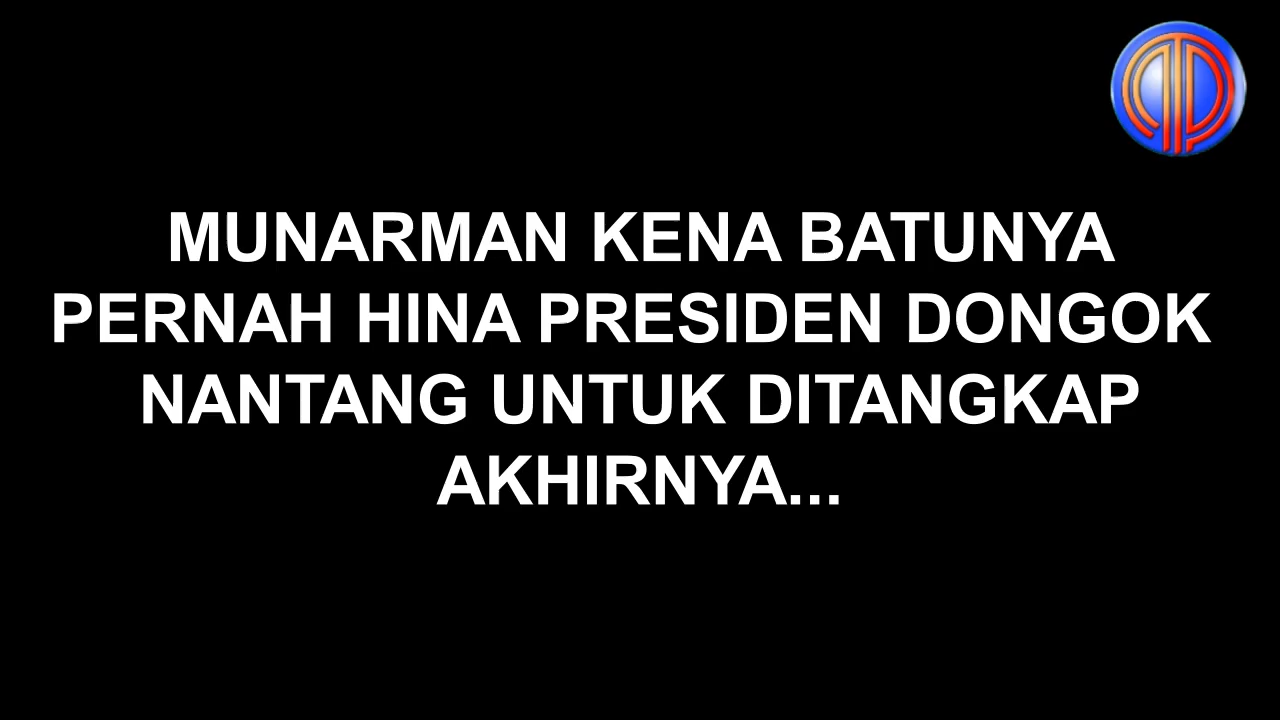 MUNARMAN KENA BATUNYA
PERNAH HINA PRESIDEN DONGOK
NANTANG UNTUK DITANGKAP
AKHIRNYA...